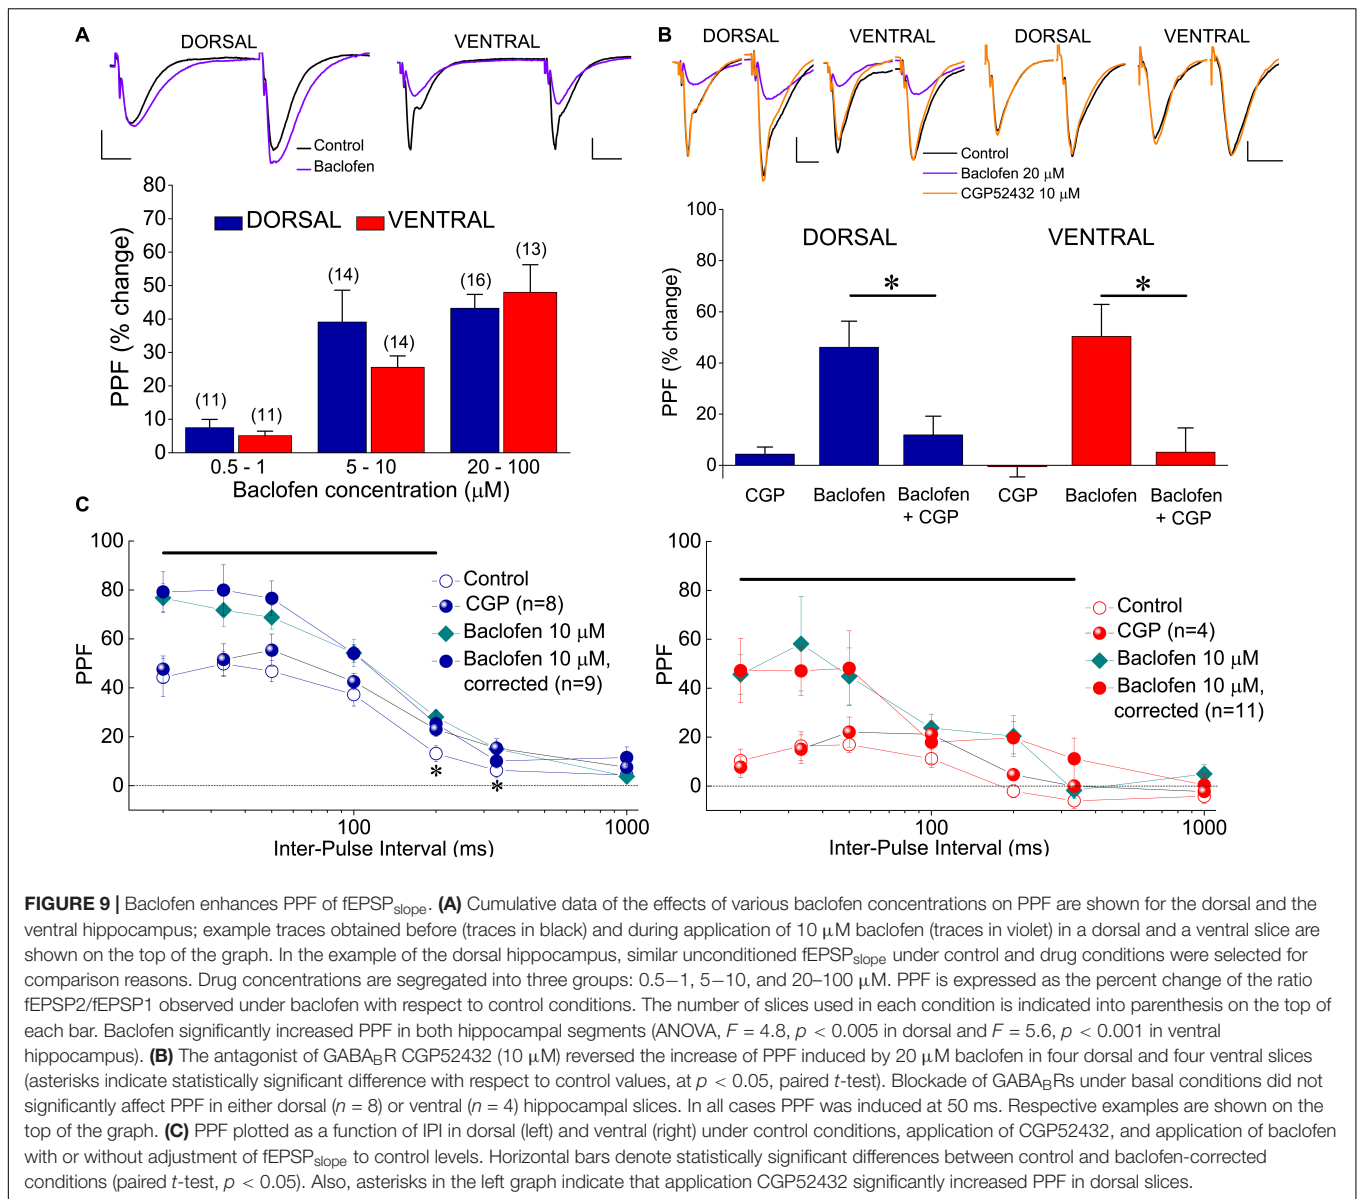 A
DORSAL
VENTRAL
Control
Baclofen
80
70
60
50
40
30
20
10
0
PPF (% change)
DORSAL
VENTRAL
(11)
(11)
(14)
(14)
(16)
(13)
0.5 - 1
5 - 10
20 - 100
Baclofen concentration (µM)
B
DORSAL
VENTRAL
DORSAL
VENTRAL
Control
Baclofen 20 µM
CGP52432 10 µM
100
80
60
40
20
0
PPF (% change)
DORSAL
VENTRAL
*
*
CGP
Baclofen
Baclofen
+ CGP
CGP
Baclofen
Baclofen
+ CGP
C
100
80
60
40
20
0
PPF
Control
CGP (n=8)
Baclofen 10 µM
Baclofen 10 µM,
corrected (n=9)
*
*
100
1000
Inter-Pulse Interval (ms)
100
80
60
40
20
0
PPF
Control
CGP (n=4)
Baclofen 10 µM
Baclofen 10 µM,
corrected (n=11)
100
1000
Inter-Pulse Interval (ms)
FIGURE 9 | Baclofen enhances PPF of fEPSPslope. (A) Cumulative data of the effects of various baclofen concentrations on PPF are shown for the dorsal and the
ventral hippocampus; example traces obtained before (traces in black) and during application of 10 µM baclofen (traces in violet) in a dorsal and a ventral slice are
shown on the top of the graph. In the example of the dorsal hippocampus, similar unconditioned fEPSPslope under control and drug conditions were selected for
comparison reasons. Drug concentrations are segregated into three groups: 0.5−1, 5−10, and 20–100 µM. PPF is expressed as the percent change of the ratio
fEPSP2/fEPSP1 observed under baclofen with respect to control conditions. The number of slices used in each condition is indicated into parenthesis on the top of
each bar. Baclofen significantly increased PPF in both hippocampal segments (ANOVA, F = 4.8, p < 0.005 in dorsal and F = 5.6, p < 0.001 in ventral
hippocampus). (B) The antagonist of GABABR CGP52432 (10 µM) reversed the increase of PPF induced by 20 µM baclofen in four dorsal and four ventral slices
(asterisks indicate statistically significant difference with respect to control values, at p < 0.05, paired t-test). Blockade of GABABRs under basal conditions did not
significantly affect PPF in either dorsal (n = 8) or ventral (n = 4) hippocampal slices. In all cases PPF was induced at 50 ms. Respective examples are shown on the
top of the graph. (C) PPF plotted as a function of IPI in dorsal (left) and ventral (right) under control conditions, application of CGP52432, and application of baclofen
with or without adjustment of fEPSPslope to control levels. Horizontal bars denote statistically significant differences between control and baclofen-corrected
conditions (paired t-test, p < 0.05). Also, asterisks in the left graph indicate that application CGP52432 significantly increased PPF in dorsal slices.